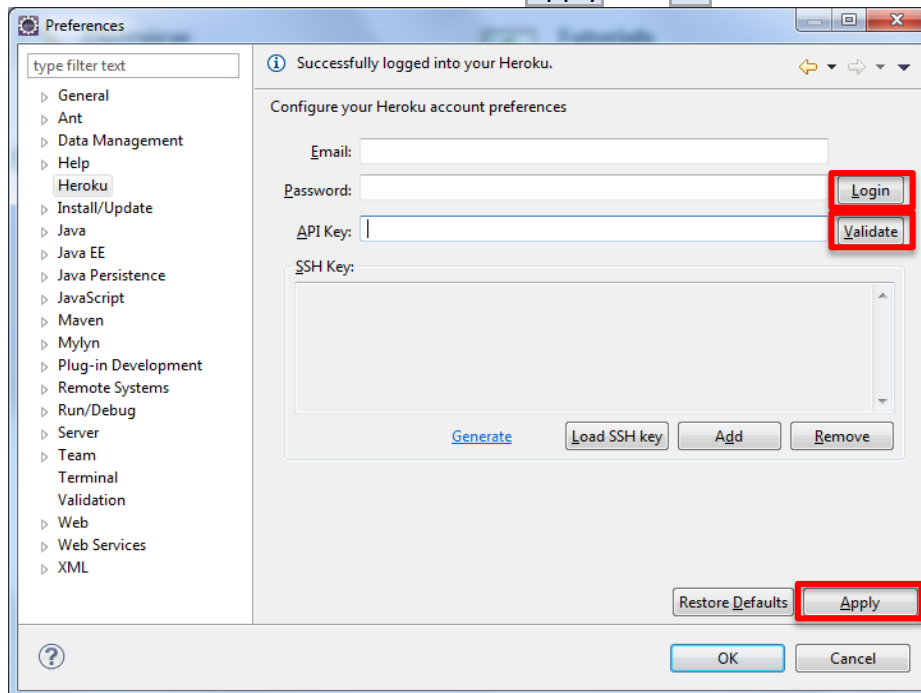 Preferences
type filter text
Successfully logged into your Heroku.
General
Ant
Data Management
Help
Heroku
Install/Update
Java
Java EE
Java Persistence
JavaScript
Maven
Mylyn
Plug-in Development
Remote Systems
Run/Debug
Server
Team
Terminal
Validation
Web
Web Services
XML
Configure your Heroku account preferences
Email:
Password:
Login
API Key:
Validate
SSH Key:
Generate
Load SSH key
Add
Remove
Restore Defaults
Apply
OK
Cancel